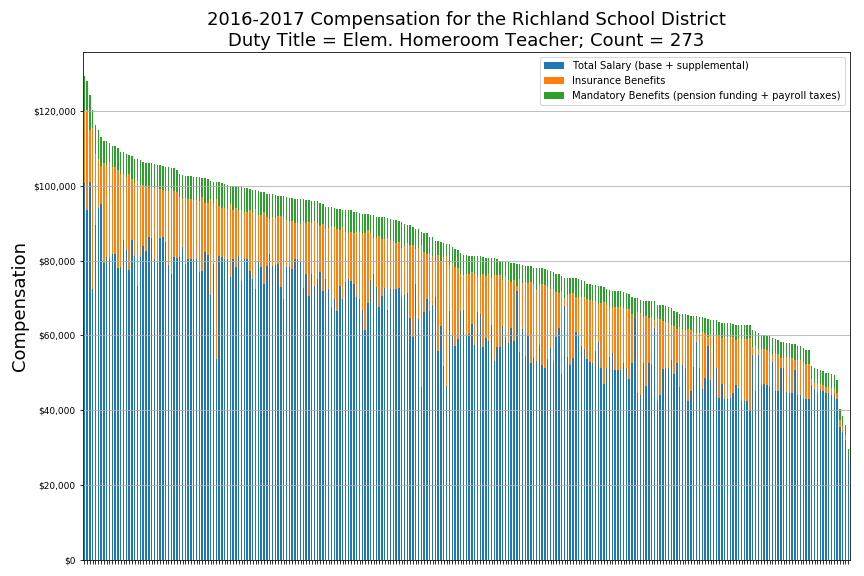 2016-2017 Compensation for the Richland School District
Duty Title = Elem. Homeroom Teacher; Count = 273
Total Salary (base + supplemental)
Insurance Benefits
Mandatory Benefits (pension funding + payroll taxes)
Compensation
$120,000
$100,000
$80,000
$60,000
$40,000
$20,000
$0